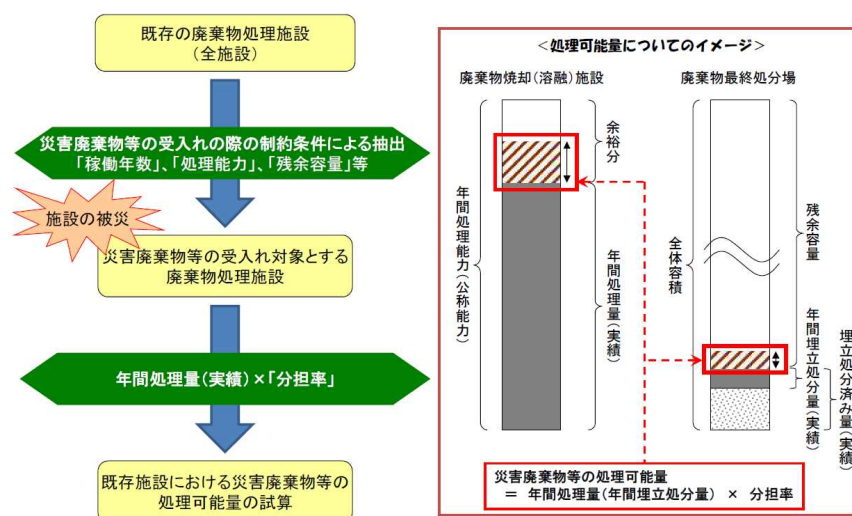 既存の廃棄物処理施設
(全施設)
災害廃棄物等の受入れの際の制約条件による抽出
「稼働年数」、「処理能力」、「残余容量」等
施設の被災
災害廃棄物等の受入れ対象とする
廃棄物処理施設
年間処理量(実績)×「分担率」
既存施設における災害廃棄物等の
処理可能量の試算
<処理可能量についてのイメージ>
廃棄物焼却(溶融)施設
年間処理能力(公称能力)
余裕分
年間処理量(実績)
廃棄物最終処分場
全体容積
残余容量
年間埋立処分量(実績)
埋立処分済み量(実績)
災害廃棄物等の処理可能量
= 年間処理量(年間埋立処分量) × 分担率